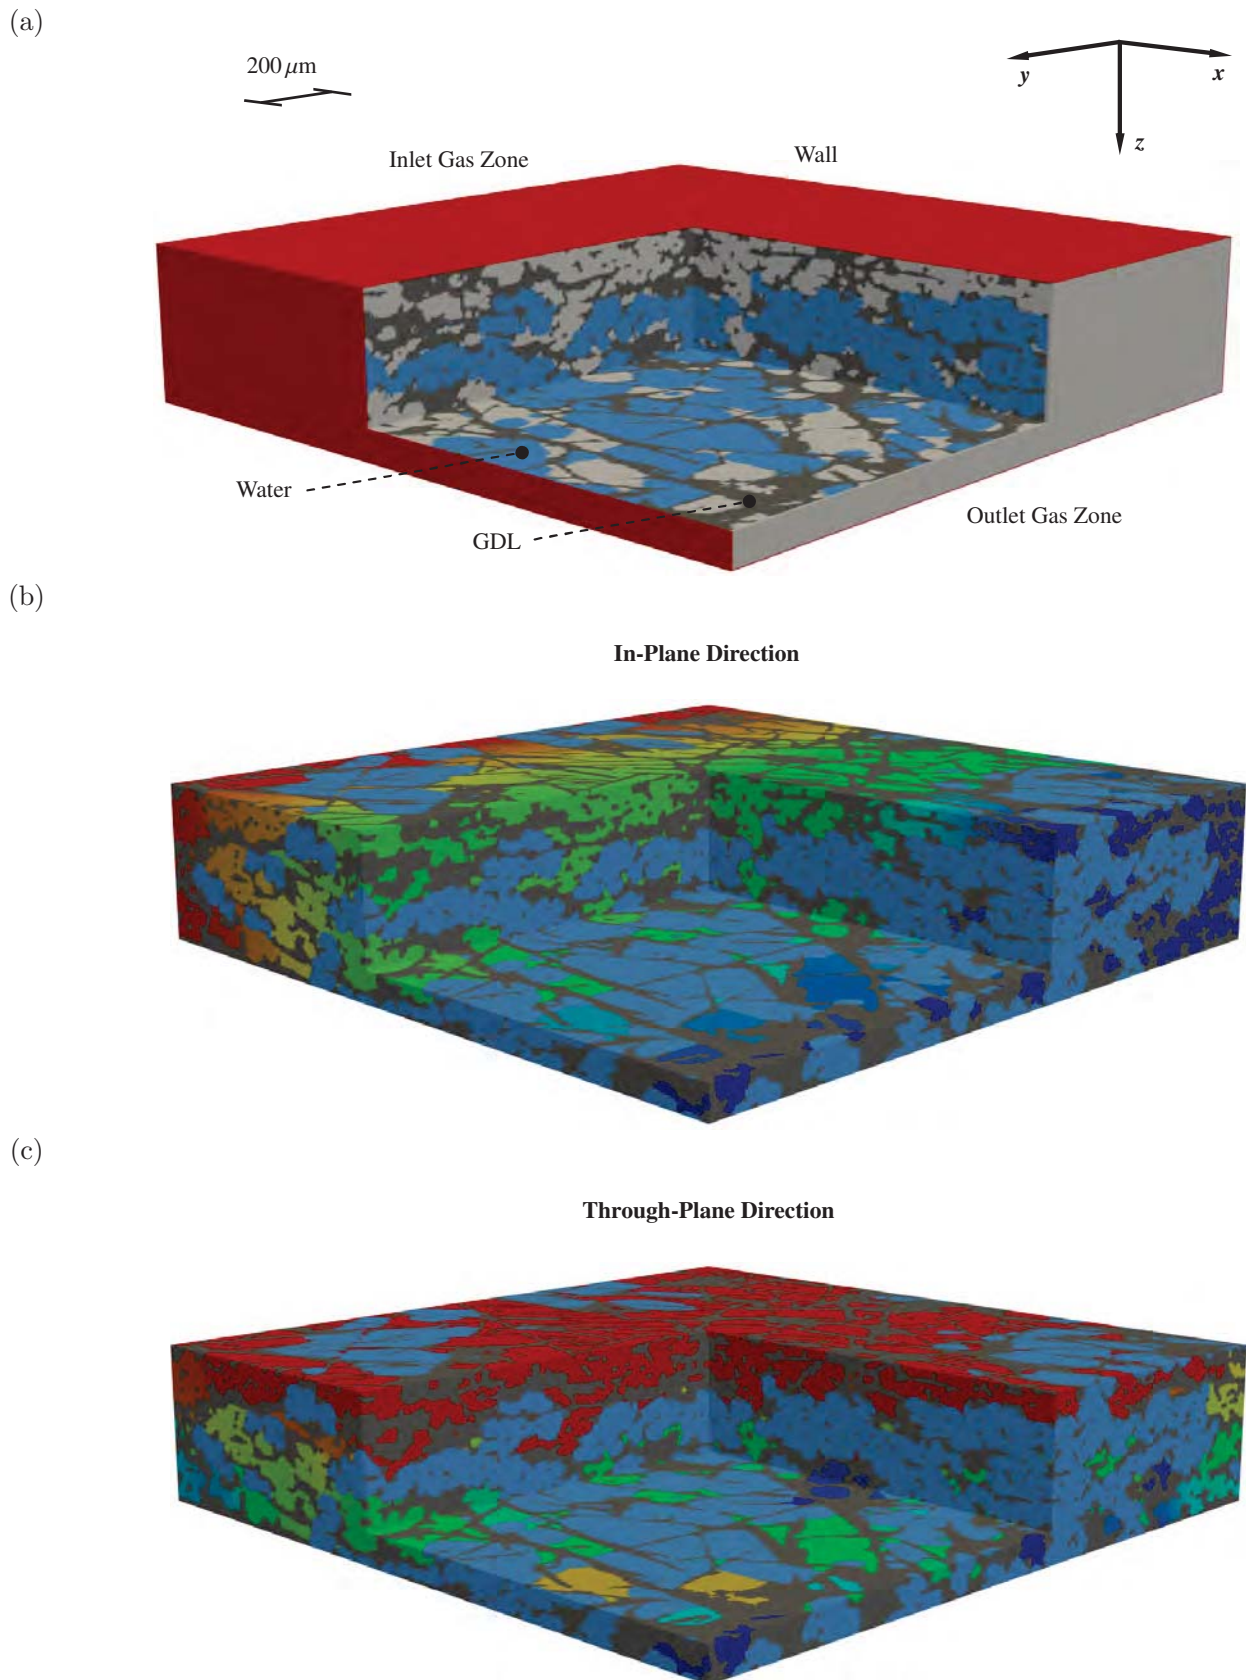 (a)
200 μm
y
x
z
Inlet Gas Zone
Wall
Water
GDL
Outlet Gas Zone
(b)
In-Plane Direction
(c)
Through-Plane Direction